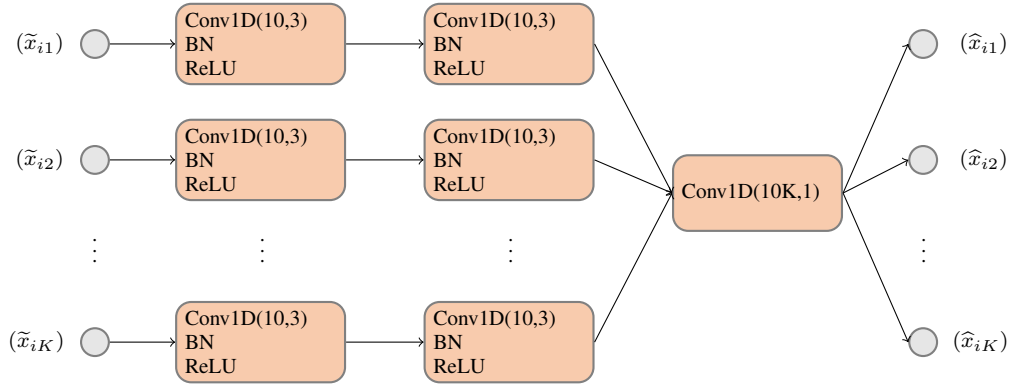 (x̃_{i1})
Conv1D(10,3)
BN
ReLU
Conv1D(10,3)
BN
ReLU
(x̂_{i1})
(x̃_{i2})
Conv1D(10,3)
BN
ReLU
Conv1D(10,3)
BN
ReLU
Conv1D(10K,1)
(x̂_{i2})
⋮
⋮
⋮
⋮
(x̃_{iK})
Conv1D(10,3)
BN
ReLU
Conv1D(10,3)
BN
ReLU
(x̂_{iK})